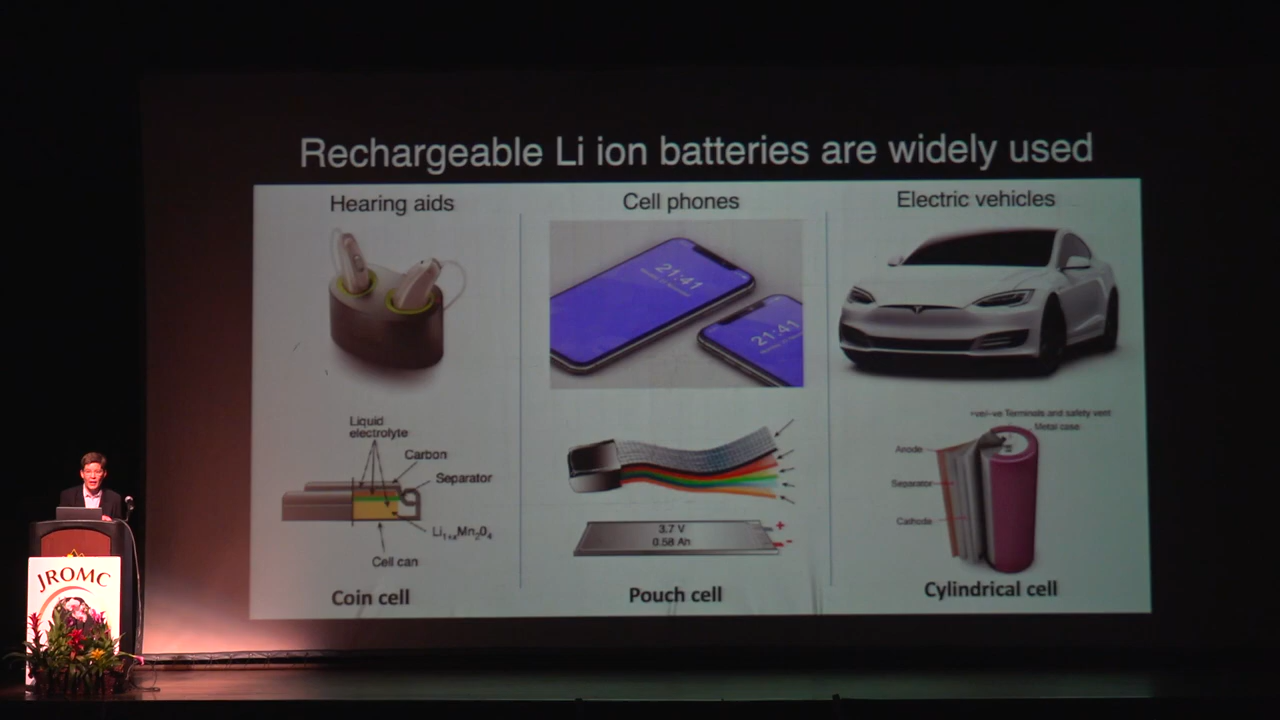 Rechargeable Li ion batteries are widely used
Hearing aids
Cell phones
Electric vehicles
21:41
21:41
Liquid
electrolyte
Carbon
Separator
Li1+xMn2O4
Cell can
Coin cell
3.7 V
0.58 Ah
+
-
Pouch cell
+ve/-ve Terminals and safety vent
Metal case
Anode
Separator
Cathode
Cylindrical cell
JROMC